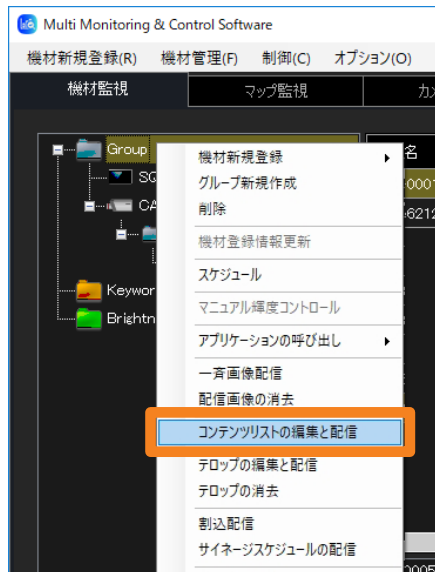 Multi Monitoring & Control Software
機材新規登録(R) 機材管理(F) 制御(C) オプション(O)
機材監視 マップ監視
Group 名
機材新規登録
グループ新規作成
削除
機材登録情報更新
スケジュール
マニュアル輝度コントロール
アプリケーションの呼び出し
一斉画像配信
配信画像の消去
コンテンツリストの編集と配信
テロップの編集と配信
テロップの消去
割込配信
サイネージスケジュールの配信